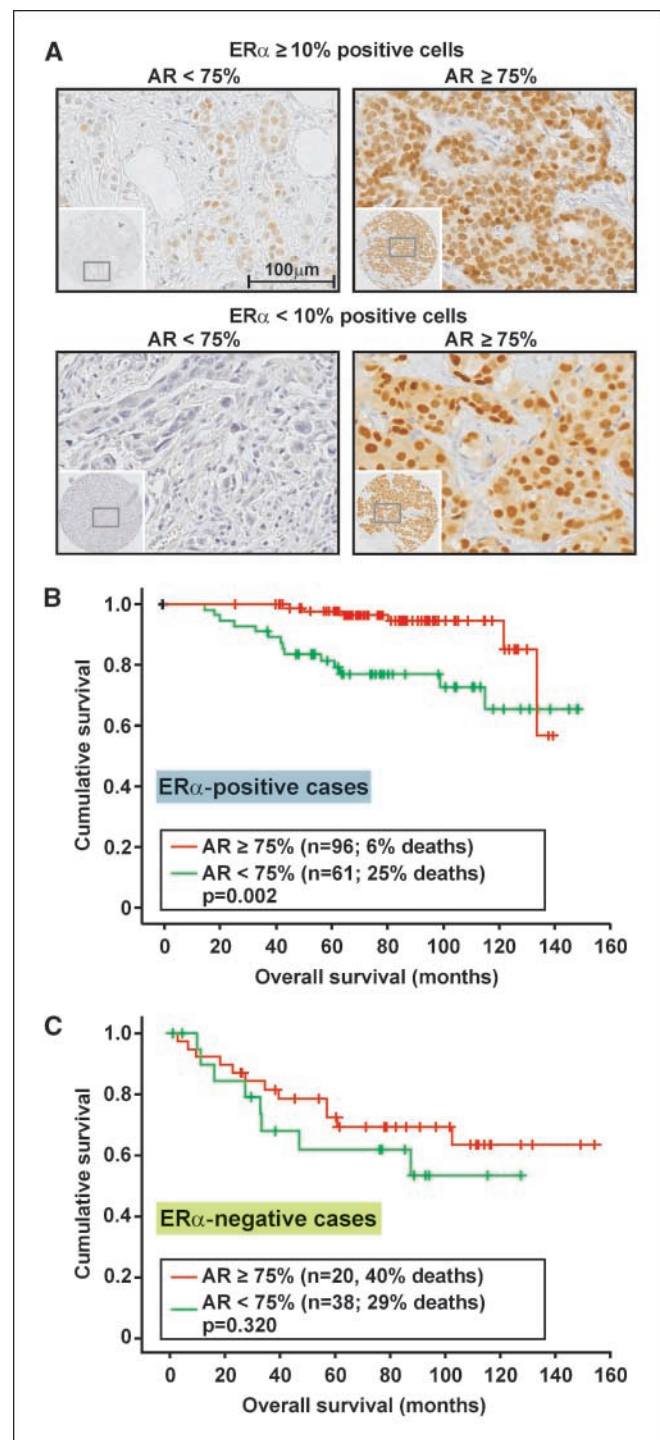 A
ERα ≥ 10% positive cells
AR < 75%
AR ≥ 75%
100μm
ERα < 10% positive cells
AR < 75%
AR ≥ 75%
B
1.0
0.8
0.6
0.4
0.2
0
Cumulative survival
ERα-positive cases
AR ≥ 75% (n=96; 6% deaths)
AR < 75% (n=61; 25% deaths)
p=0.002
0 20 40 60 80 100 120 140 160
Overall survival (months)
C
1.0
0.8
0.6
0.4
0.2
0
Cumulative survival
ERα-negative cases
AR ≥ 75% (n=20, 40% deaths)
AR < 75% (n=38; 29% deaths)
p=0.320
0 20 40 60 80 100 120 140 160
Overall survival (months)